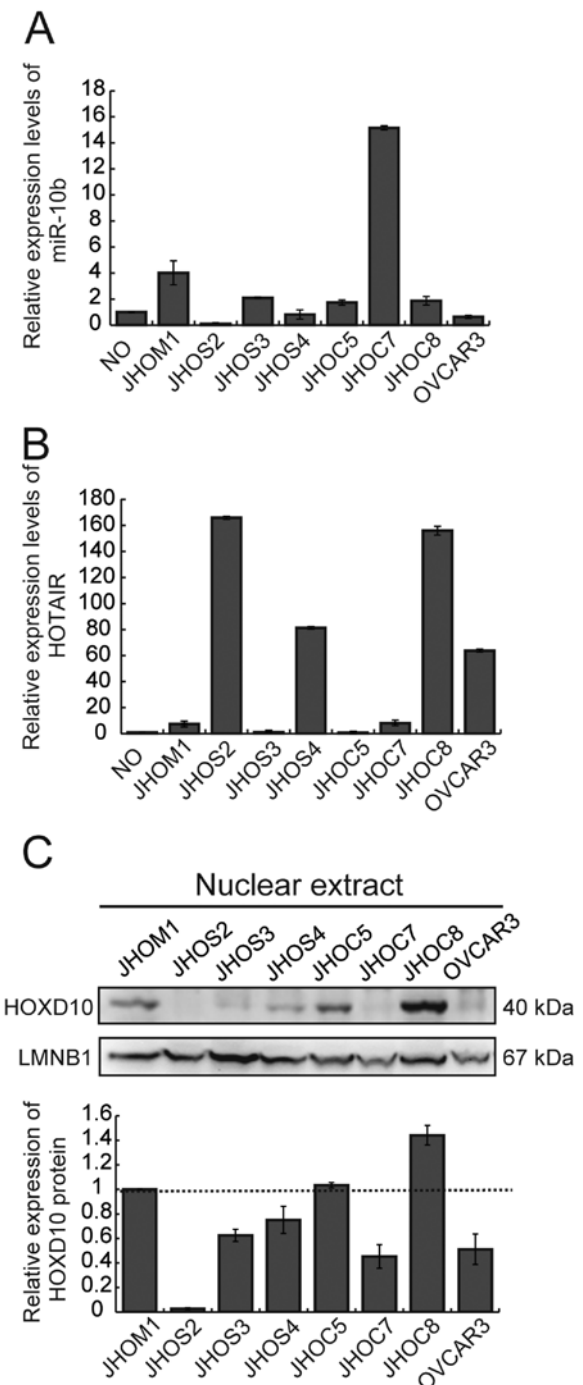 A
Relative expression levels of
miR-10b
18
16
14
12
10
8
6
4
2
0
NO
JHOM1
JHOS2
JHOS3
JHOS4
JHOC5
JHOC7
JHOC8
OVCAR3
B
Relative expression levels of
HOTAIR
180
160
140
120
100
80
60
40
20
0
NO
JHOM1
JHOS2
JHOS3
JHOS4
JHOC5
JHOC7
JHOC8
OVCAR3
C
Nuclear extract
JHOM1
JHOS2
JHOS3
JHOS4
JHOC5
JHOC7
JHOC8
OVCAR3
HOXD10 40 kDa
LMNB1 67 kDa
Relative expression of
HOXD10 protein
1.6
1.4
1.2
1
0.8
0.6
0.4
0.2
0
JHOM1
JHOS2
JHOS3
JHOS4
JHOC5
JHOC7
JHOC8
OVCAR3